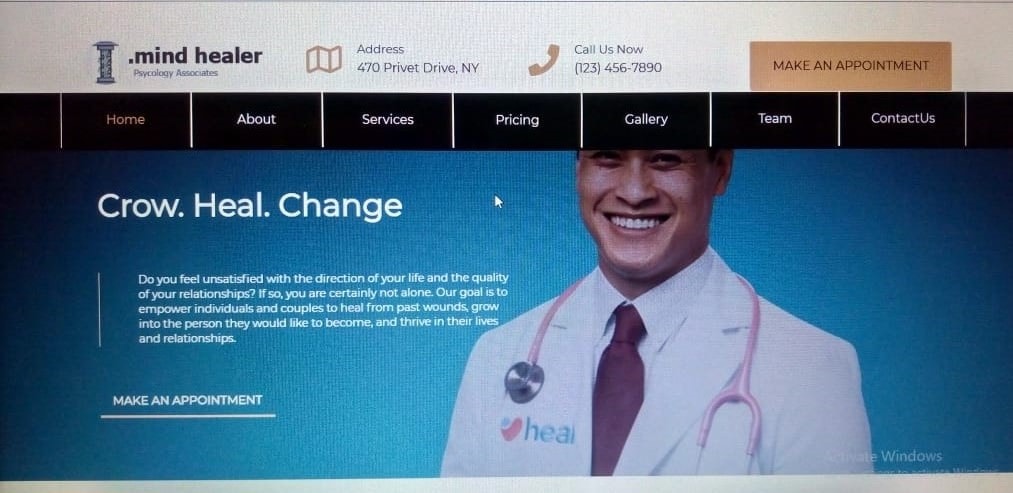 .mind healer
Psycology Associates
Address
470 Privet Drive, NY
Call Us Now
(123) 456-7890
MAKE AN APPOINTMENT
Home
About
Services
Pricing
Gallery
Team
ContactUs
Crow. Heal. Change
Do you feel unsatisfied with the direction of your life and the quality
of your relationships? If so, you are certainly not alone. Our goal is to
empower individuals and couples to heal from past wounds, grow
into the person they would like to become, and thrive in their lives
and relationships.
MAKE AN APPOINTMENT
heal
Activate Windows
to activate Windows